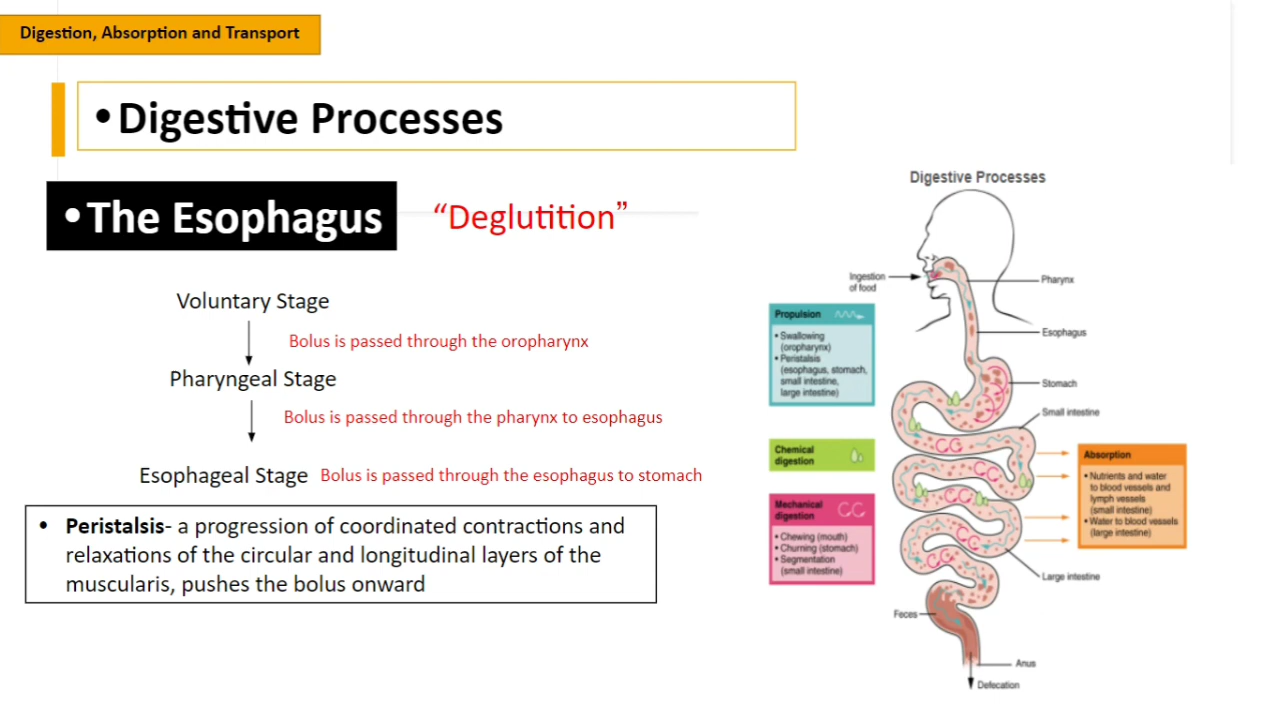 Digestion, Absorption and Transport
• Digestive Processes
• The Esophagus
“Deglutition”
Voluntary Stage
Bolus is passed through the oropharynx
Pharyngeal Stage
Bolus is passed through the pharynx to esophagus
Esophageal Stage
Bolus is passed through the esophagus to stomach
• Peristalsis- a progression of coordinated contractions and
relaxations of the circular and longitudinal layers of the
muscularis, pushes the bolus onward
Digestive Processes
Ingestion
of food
Pharynx
Esophagus
Stomach
Small intestine
Propulsion
• Swallowing
(oropharynx)
• Peristalsis
(esophagus, stomach,
small intestine,
large intestine)
Chemical
digestion
Mechanical
digestion
• Chewing (mouth)
• Churning (stomach)
• Segmentation
(small intestine)
Absorption
• Nutrients and water
to blood vessels and
lymph vessels
(small intestine)
• Water to blood vessels
(large intestine)
Large intestine
Feces
Anus
Defecation